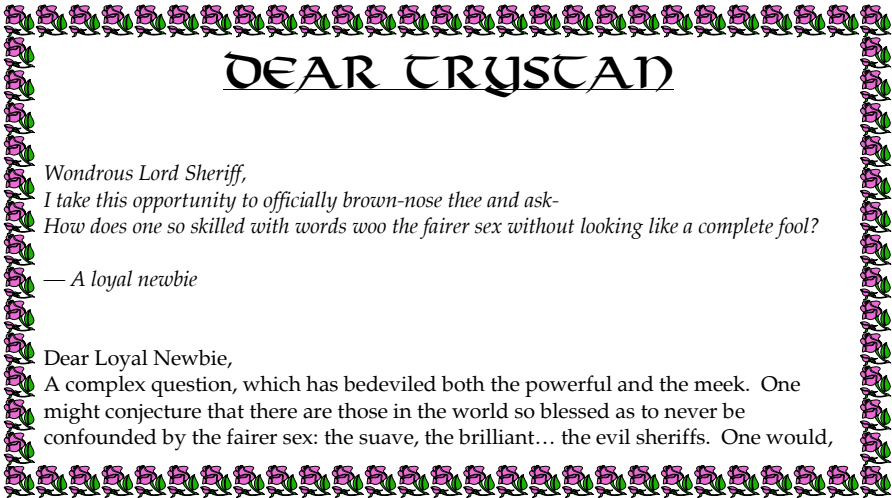 DEAR TRYSTAN
Wondrous Lord Sheriff,
I take this opportunity to officially brown-nose thee and ask-
How does one so skilled with words woo the fairer sex without looking like a complete fool?
— A loyal newbie
Dear Loyal Newbie,
A complex question, which has bedeviled both the powerful and the meek.  One
might conjecture that there are those in the world so blessed as to never be
confounded by the fairer sex: the suave, the brilliant… the evil sheriffs.  One would,